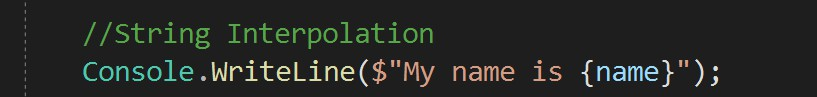 //String Interpolation
Console.WriteLine($"My name is {name}");